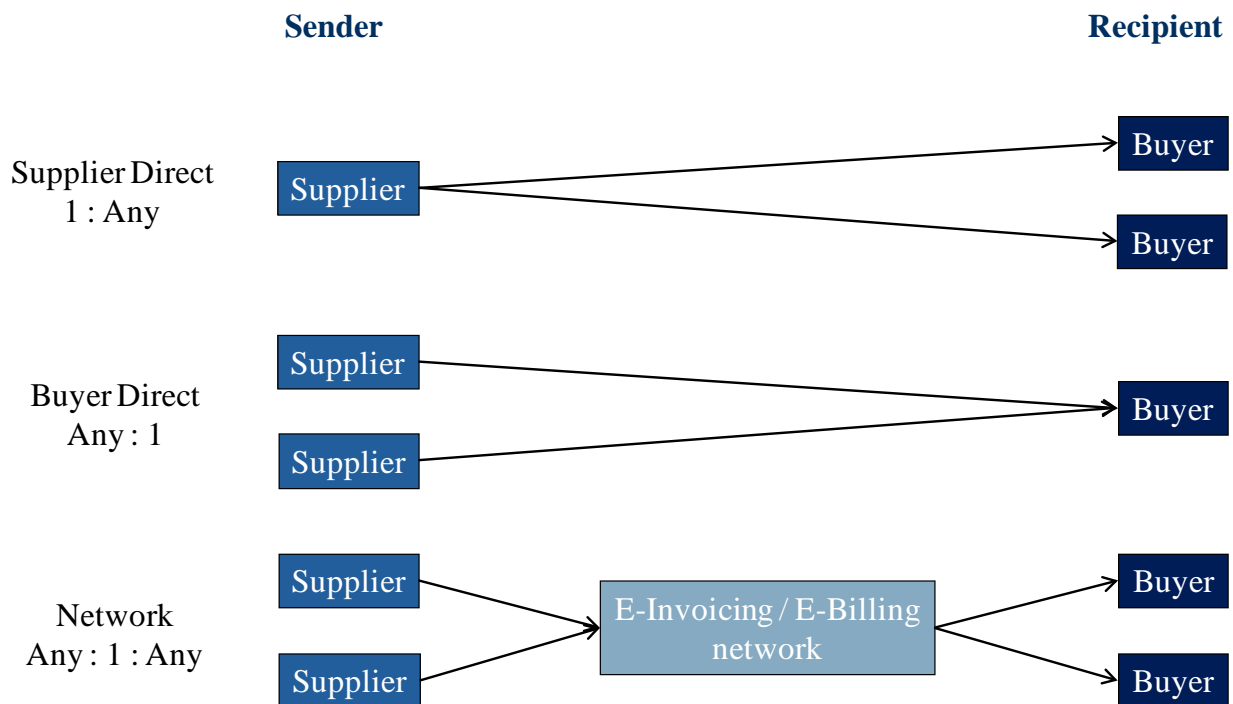 Sender
Recipient
Supplier Direct
1 : Any
Supplier
Buyer
Buyer
Buyer Direct
Any : 1
Supplier
Supplier
Buyer
Network
Any : 1 : Any
Supplier
Supplier
E-Invoicing / E-Billing
network
Buyer
Buyer